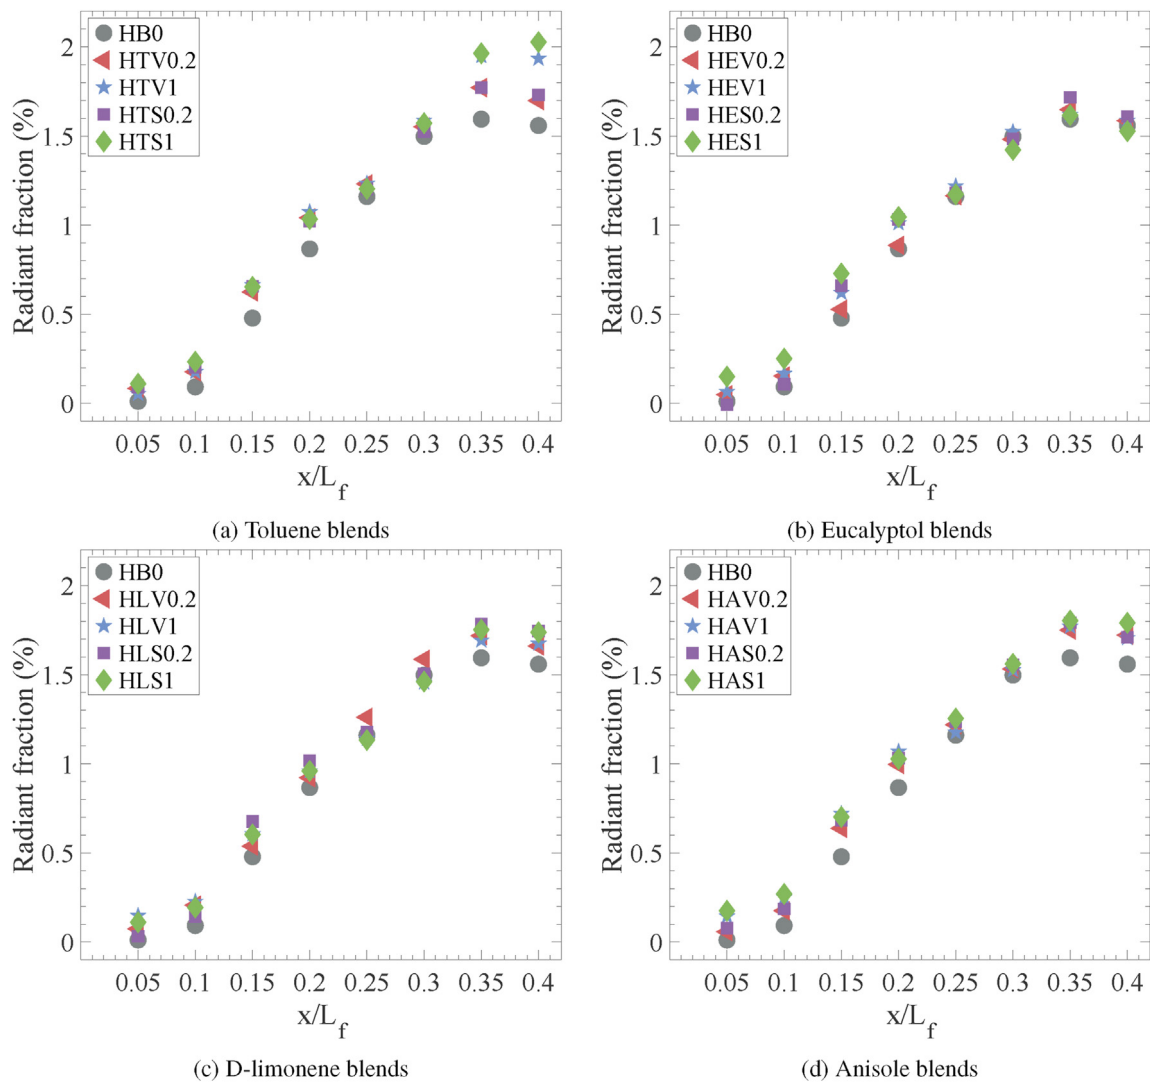 HB0
HTV0.2
HTV1
HTS0.2
HTS1
Radiant fraction (%)
2
1.5
1
0.5
0
0.05 0.1 0.15 0.2 0.25 0.3 0.35 0.4
x/Lf
(a) Toluene blends
HB0
HEV0.2
HEV1
HES0.2
HES1
Radiant fraction (%)
2
1.5
1
0.5
0
0.05 0.1 0.15 0.2 0.25 0.3 0.35 0.4
x/Lf
(b) Eucalyptol blends
HB0
HLV0.2
HLV1
HLS0.2
HLS1
Radiant fraction (%)
2
1.5
1
0.5
0
0.05 0.1 0.15 0.2 0.25 0.3 0.35 0.4
x/Lf
(c) D-limonene blends
HB0
HAV0.2
HAV1
HAS0.2
HAS1
Radiant fraction (%)
2
1.5
1
0.5
0
0.05 0.1 0.15 0.2 0.25 0.3 0.35 0.4
x/Lf
(d) Anisole blends